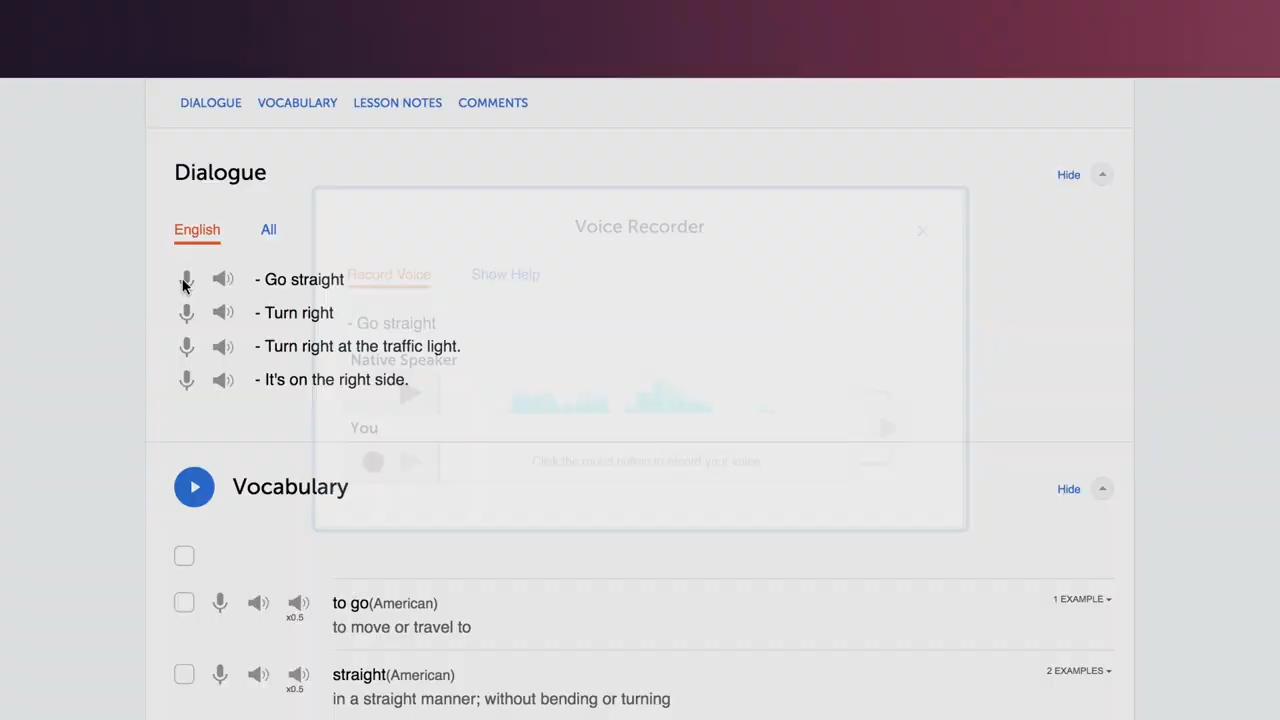 DIALOGUE VOCABULARY LESSON NOTES COMMENTS
Dialogue
Hide
English All
- Go straight
- Turn right
- Turn right at the traffic light.
- It's on the right side.
Voice Recorder
Record Voice Show Help
- Go straight
Native Speaker
You
Click the round button to record your voice
Vocabulary
Hide
to go(American)
1 EXAMPLE
x0.5
to move or travel to
straight(American)
2 EXAMPLES
x0.5
in a straight manner; without bending or turning